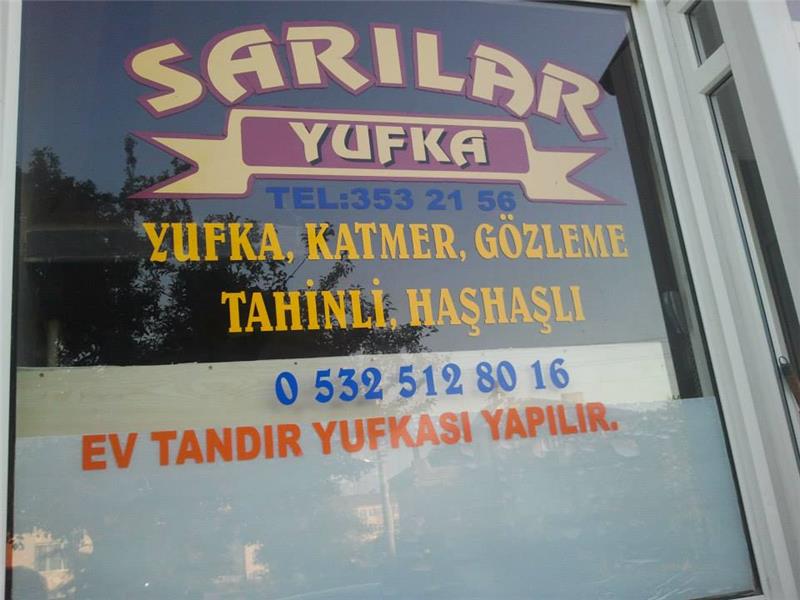 SARILAR
YUFKA
TEL:353 21 56
YUFKA, KATMER, GÖZLEME
TAHİNLİ, HAŞHAŞLI
0 532 512 80 16
EV TANDIR YUFKASI YAPILIR.